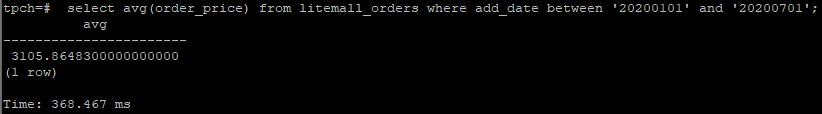 tpch=#  select avg(order_price) from litemall_orders where add_date between '20200101' and '20200701';
          avg
-----------------------
 3105.8648300000000000
(1 row)

Time: 368.467 ms